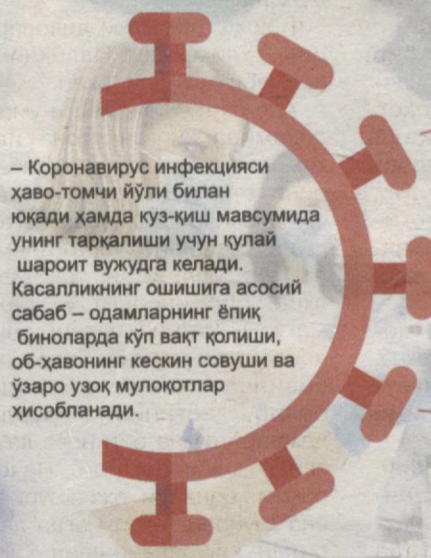 – Коронавирус инфекцияси
ҳаво-томчи йўли билан
юқади ҳамда куз-қиш мавсумида
унинг тарқалиши учун қулай
шароит вужудга келади.
Касалликнинг ошишига асосий
сабаб – одамларнинг ёпиқ
биноларда кўп вақт қолиши,
об-ҳавонинг кескин совуши ва
ўзаро узоқ мулоқотлар
ҳисобланади.